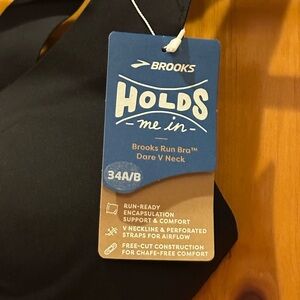 BROOKS
HOLDS
me in
Brooks Run Bra™
Dare V Neck
34A/B
RUN-READY
ENCAPSULATION
SUPPORT & COMFORT
V NECKLINE & PERFORATED
STRAPS FOR AIRFLOW
FREE-CUT CONSTRUCTION
FOR CHAFE-FREE COMFORT